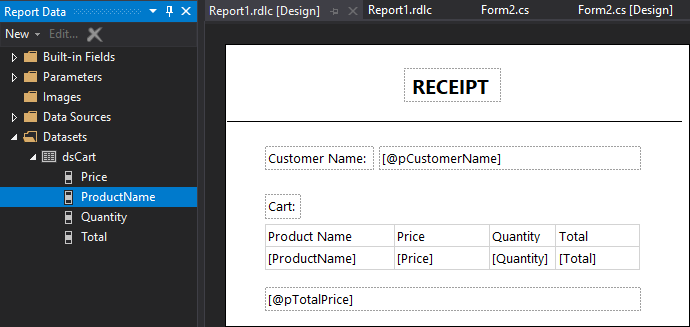 Report Data
New Edit...
Built-in Fields
Parameters
Images
Data Sources
Datasets
dsCart
Price
ProductName
Quantity
Total
Report1.rdlc [Design] Report1.rdlc Form2.cs Form2.cs [Design]
RECEIPT
Customer Name: [@pCustomerName]
Cart:
Product Name Price Quantity Total
[ProductName] [Price] [Quantity] [Total]
[@pTotalPrice]